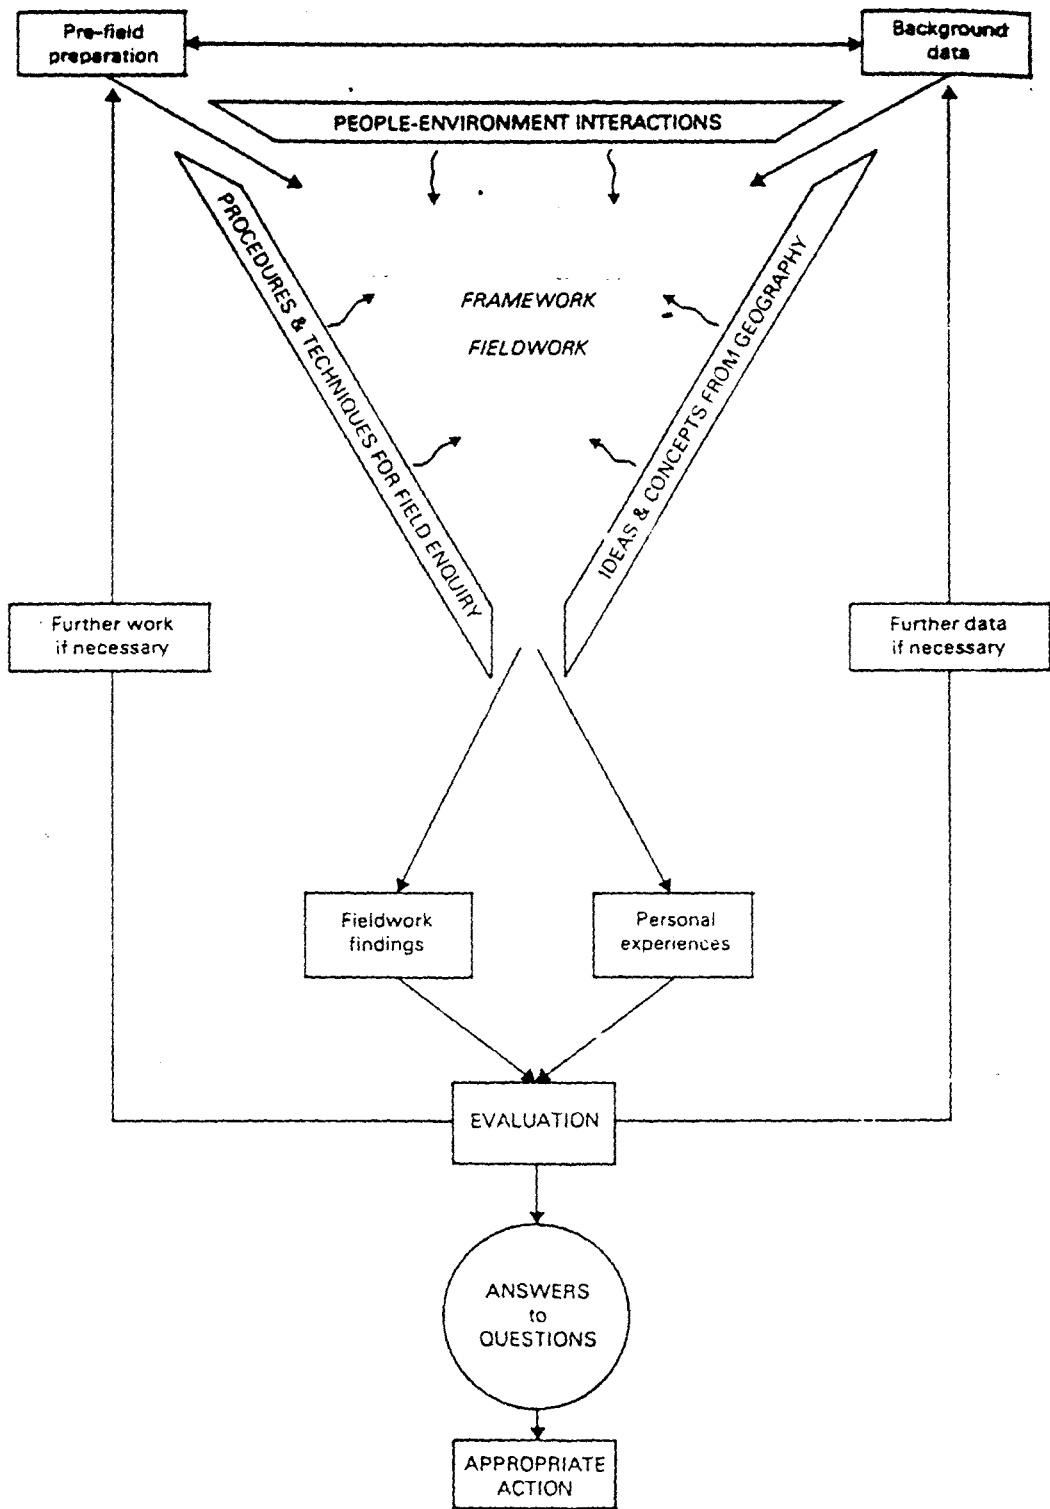 Pre-field
preparation
Background
data
PEOPLE-ENVIRONMENT INTERACTIONS
PROCEDURES & TECHNIQUES FOR FIELD ENQUIRY
FRAMEWORK
FIELDWORK
IDEAS & CONCEPTS FROM GEOGRAPHY
Further work
if necessary
Further data
if necessary
Fieldwork
findings
Personal
experiences
EVALUATION
ANSWERS
to
QUESTIONS
APPROPRIATE
ACTION